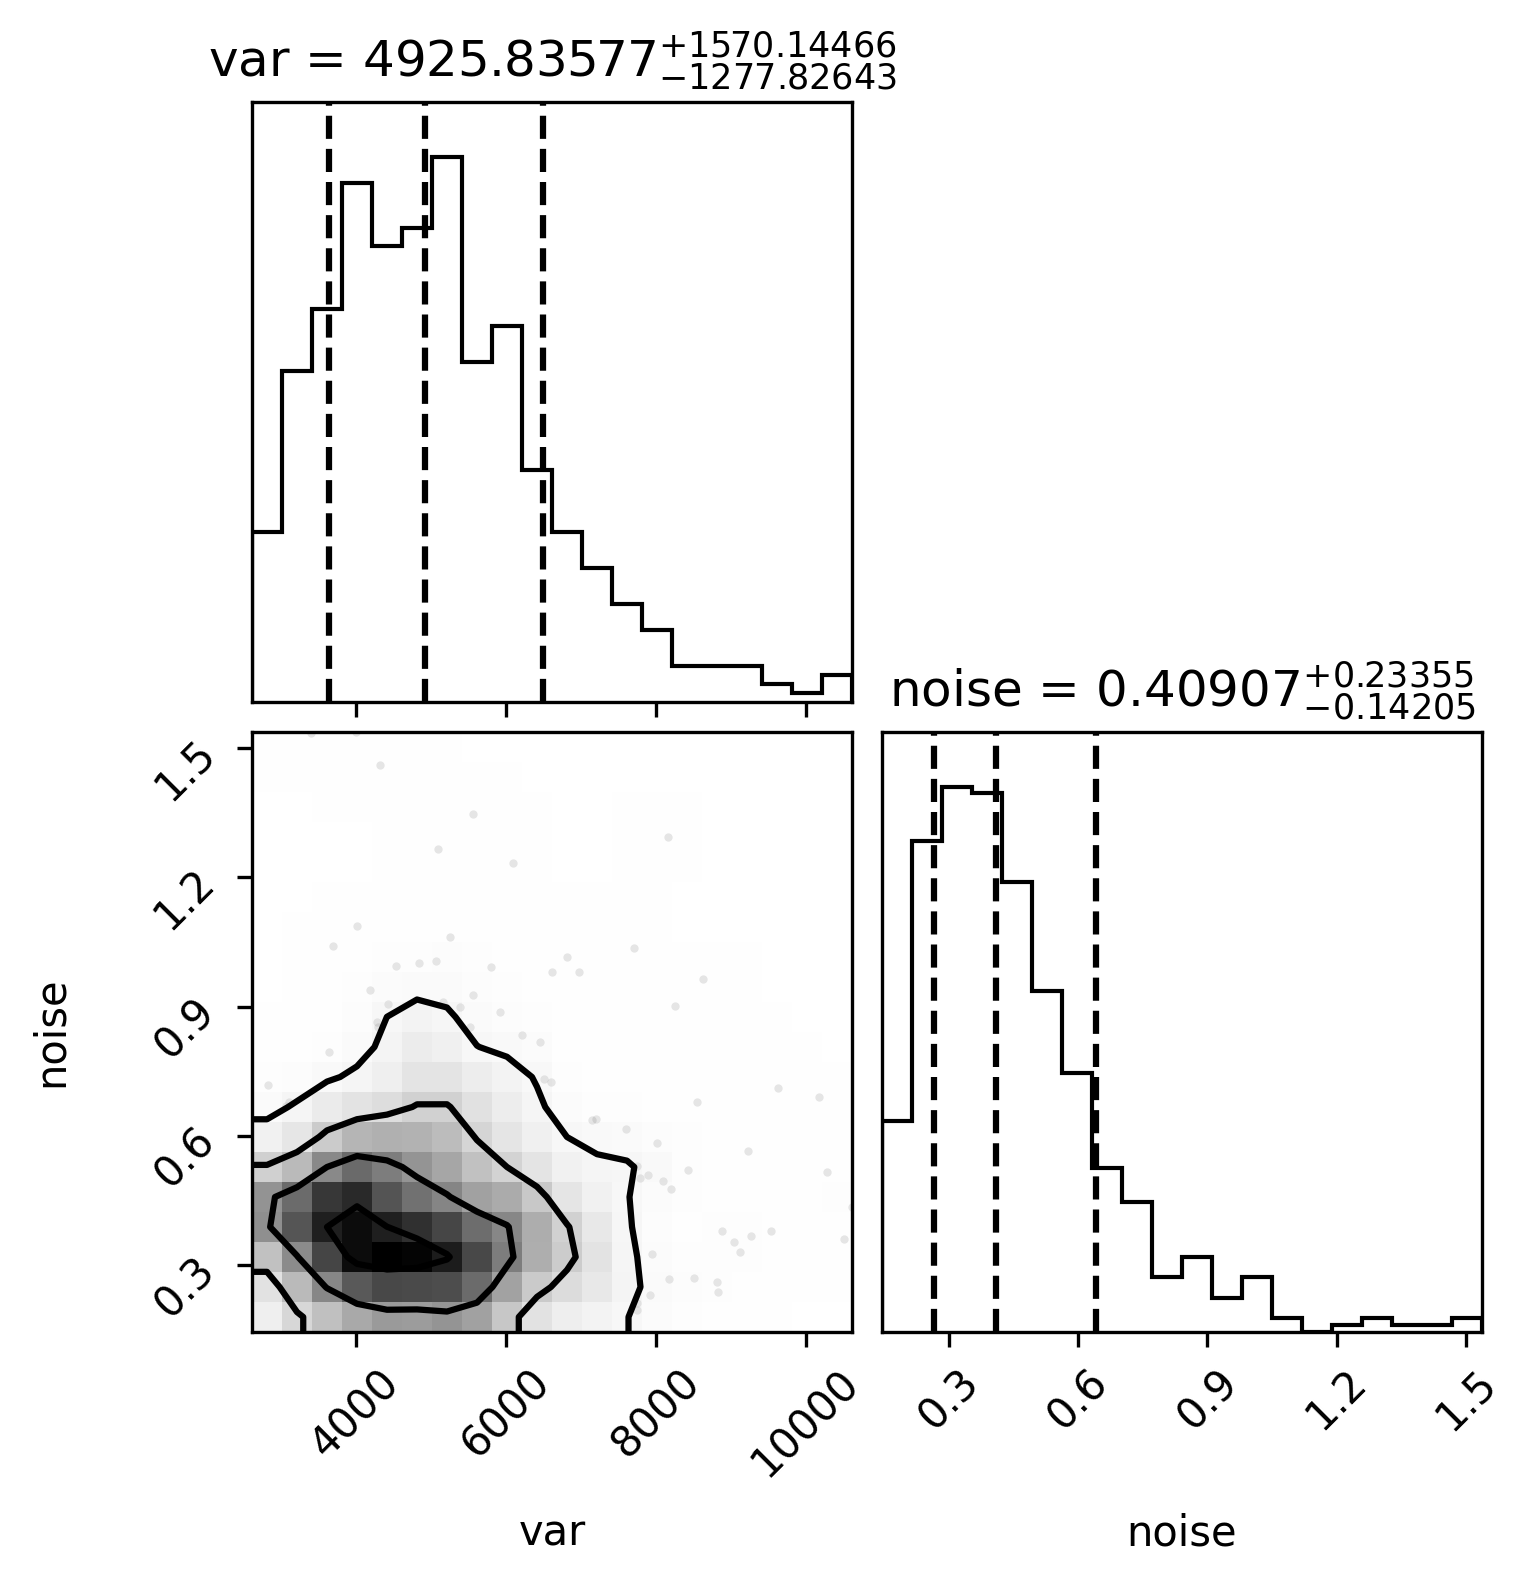 var = 4925.83577+1570.14466−1277.82643
noise = 0.40907+0.23355−0.14205
1.5
1.2
0.9
0.6
0.3
noise
4000 6000 8000 10000
0.3 0.6 0.9 1.2 1.5
var
noise